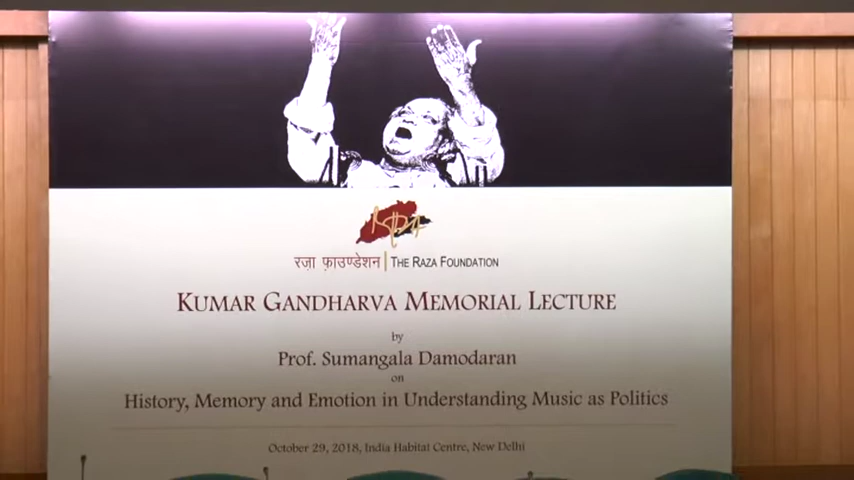 रज़ा फ़ाउण्डेशन | THE RAZA FOUNDATION
KUMAR GANDHARVA MEMORIAL LECTURE
by
Prof. Sumangala Damodaran
on
History, Memory and Emotion in Understanding Music as Politics
October 29, 2018, India Habitat Centre, New Delhi